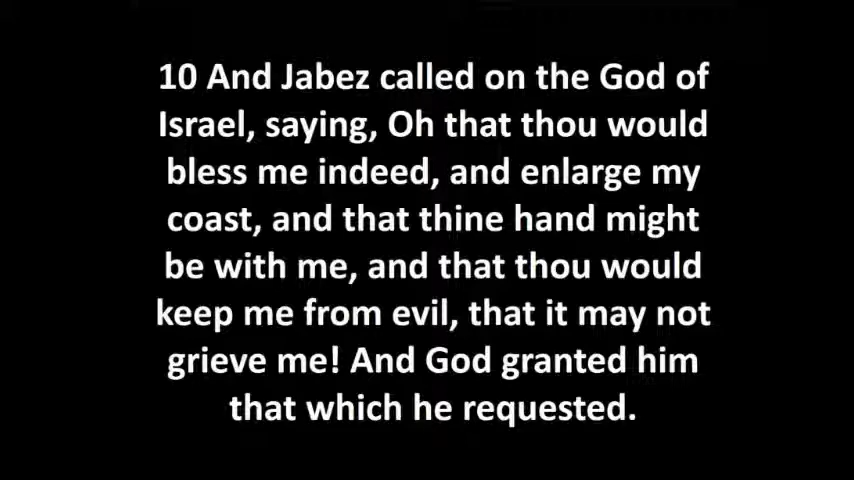 10 And Jabez called on the God of
Israel, saying, Oh that thou would
bless me indeed, and enlarge my
coast, and that thine hand might
be with me, and that thou would
keep me from evil, that it may not
grieve me! And God granted him
that which he requested.